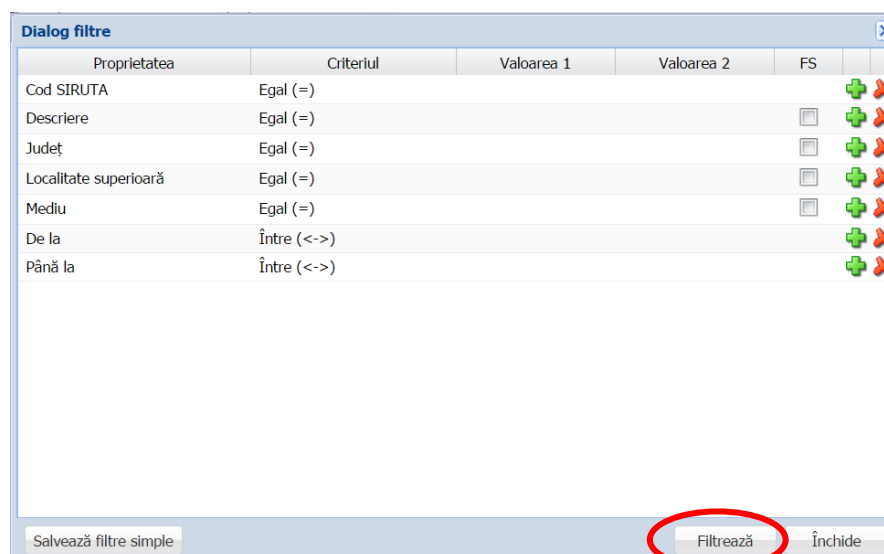 Dialog filtre
Proprietatea Criteriul Valoarea 1 Valoarea 2 FS
Cod SIRUTA Egal (=)
Descriere Egal (=)
Județ Egal (=)
Localitate superioară Egal (=)
Mediu Egal (=)
De la Între (<->)
Până la Între (<->)
Salvează filtre simple Filtrează Închide